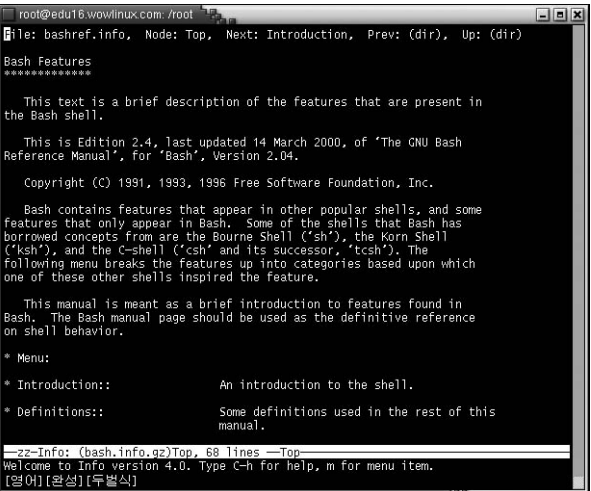 root@edu16.wowlinux.com: /root
File: bashref.info,  Node: Top,  Next: Introduction,  Prev: (dir),  Up: (dir)
Bash Features
*************
This text is a brief description of the features that are present in
the Bash shell.
This is Edition 2.4, last updated 14 March 2000, of `The GNU Bash
Reference Manual', for `Bash', Version 2.04.
Copyright (C) 1991, 1993, 1996 Free Software Foundation, Inc.
Bash contains features that appear in other popular shells, and some
features that only appear in Bash.  Some of the shells that Bash has
borrowed concepts from are the Bourne Shell (`sh'), the Korn Shell
(`ksh'), and the C-shell (`csh' and its successor, `tcsh'). The
following menu breaks the features up into categories based upon which
one of these other shells inspired the feature.
This manual is meant as a brief introduction to features found in
Bash.  The Bash manual page should be used as the definitive reference
on shell behavior.
* Menu:
* Introduction:: An introduction to the shell.
* Definitions:: Some definitions used in the rest of this
manual.
--zz-Info: (bash.info.gz)Top, 68 lines --Top
Welcome to Info version 4.0. Type C-h for help, m for menu item.
[영어][완성][두벌식]